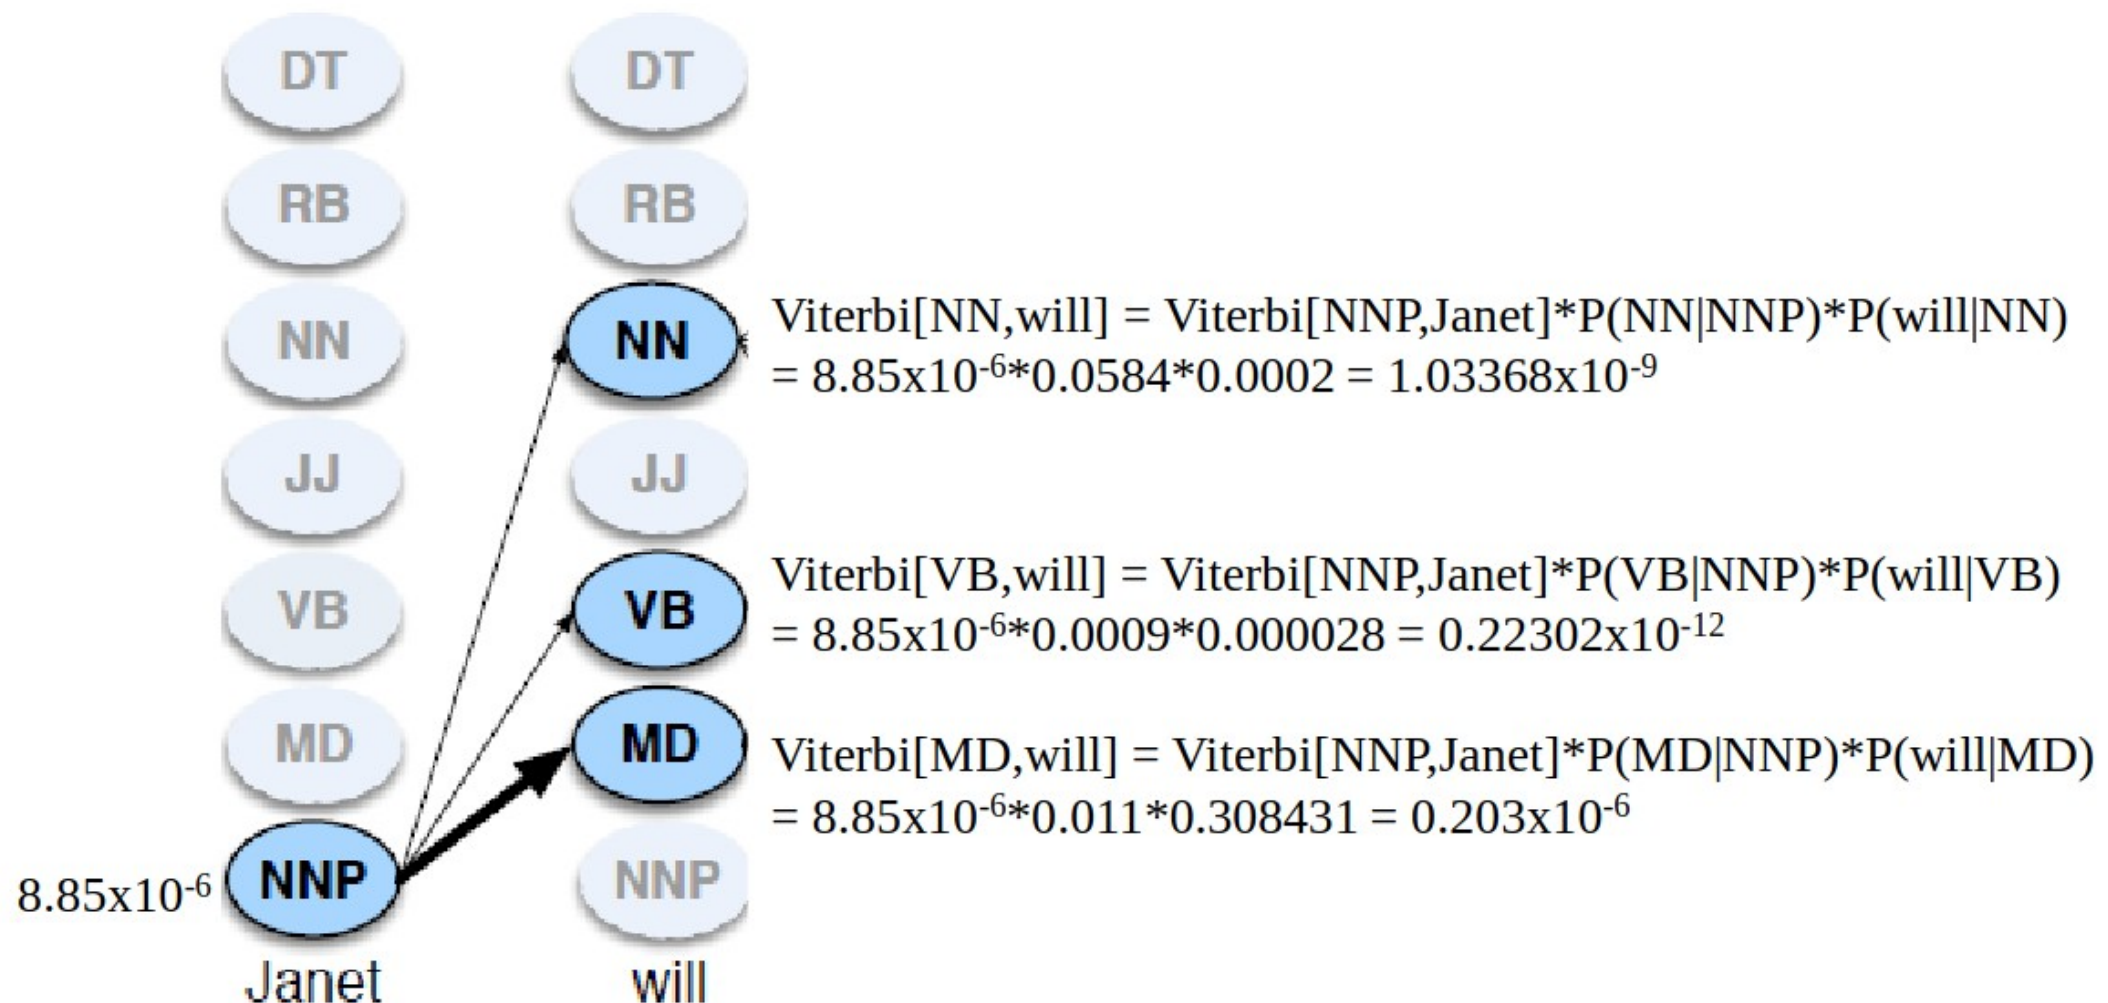 DT DT
RB RB
NN NN
Viterbi[NN,will] = Viterbi[NNP,Janet]*P(NN|NNP)*P(will|NN)
= 8.85x10⁻⁶*0.0584*0.0002 = 1.03368x10⁻⁹
JJ JJ
VB VB
Viterbi[VB,will] = Viterbi[NNP,Janet]*P(VB|NNP)*P(will|VB)
= 8.85x10⁻⁶*0.0009*0.000028 = 0.22302x10⁻¹²
MD MD
Viterbi[MD,will] = Viterbi[NNP,Janet]*P(MD|NNP)*P(will|MD)
= 8.85x10⁻⁶*0.011*0.308431 = 0.203x10⁻⁶
8.85x10⁻⁶ NNP NNP
Janet will